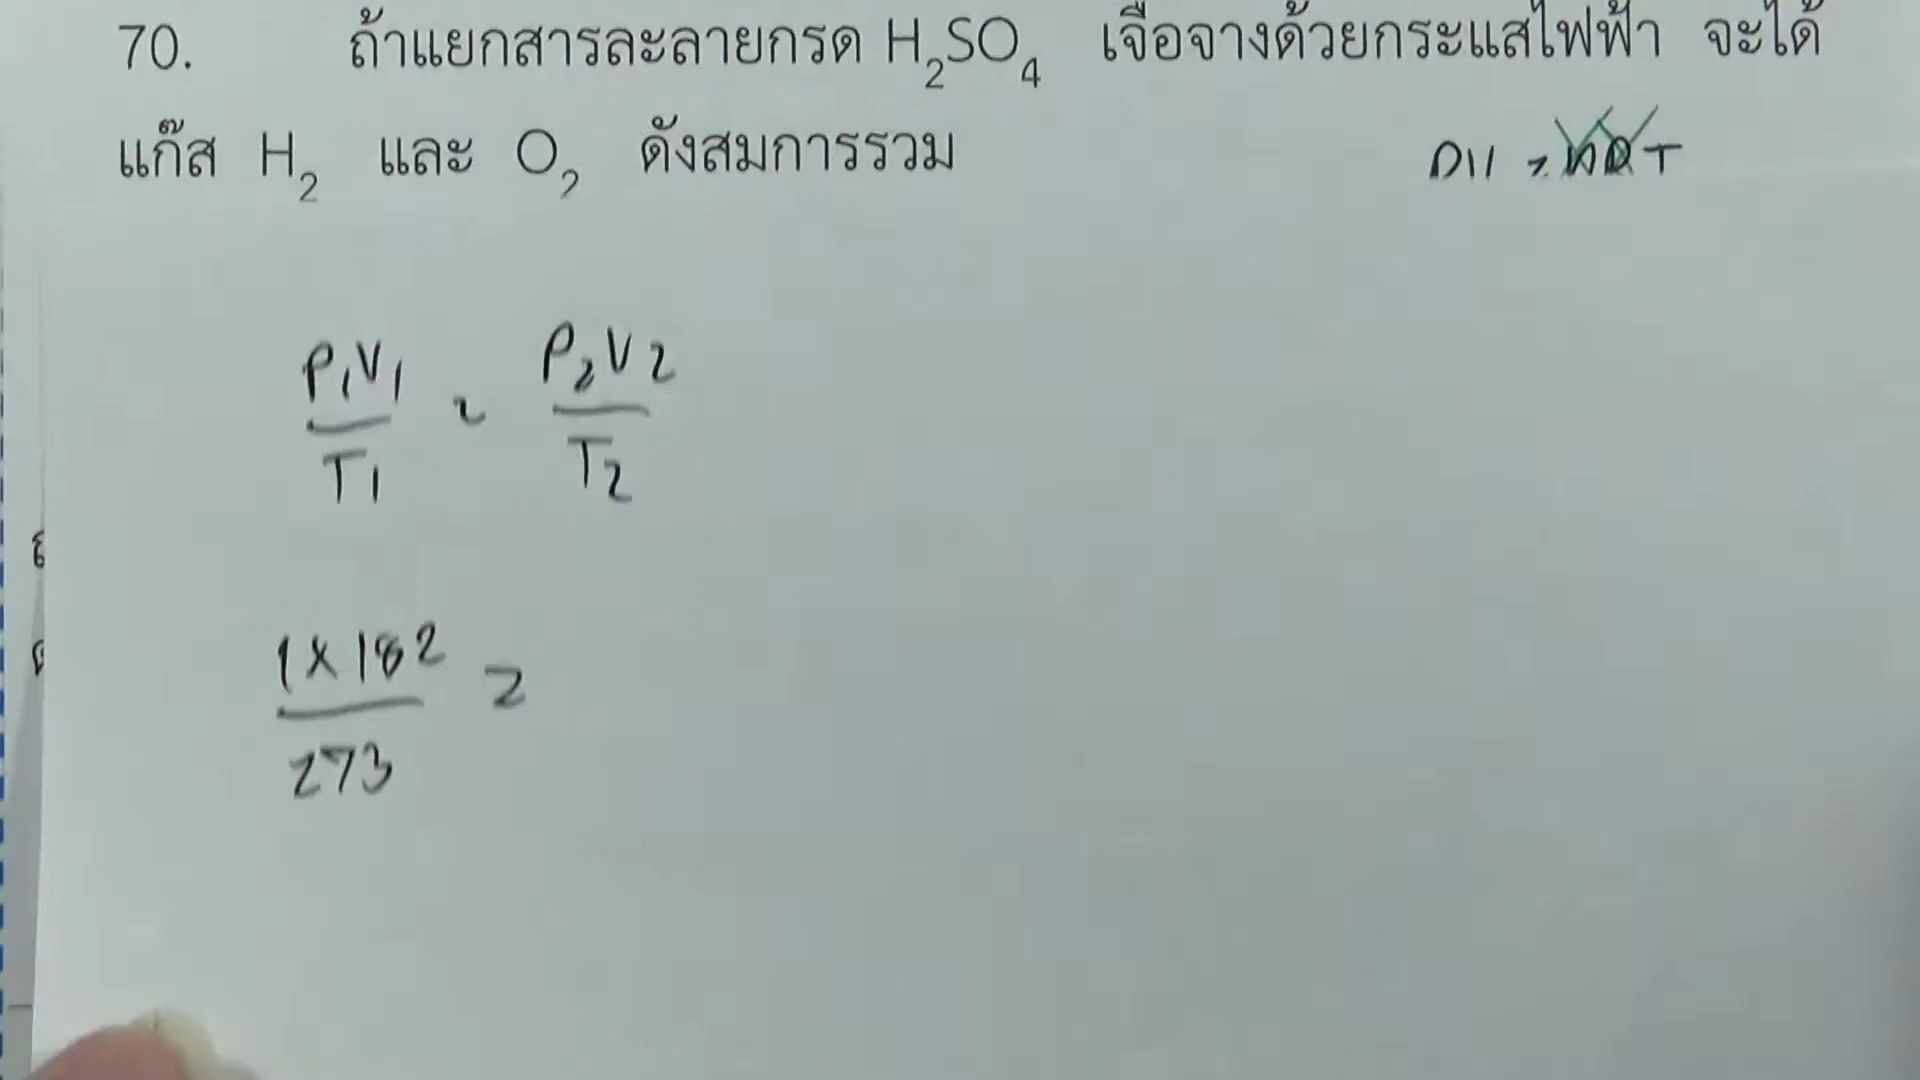 70. ถ้าแยกสารละลายกรด H₂SO₄ เจือจางด้วยกระแสไฟฟ้า จะได้
แก๊ส H₂ และ O₂ ดังสมการรวม
P₁V₁ = P₂V₂
T₁ T₂
1 x 182 =
273